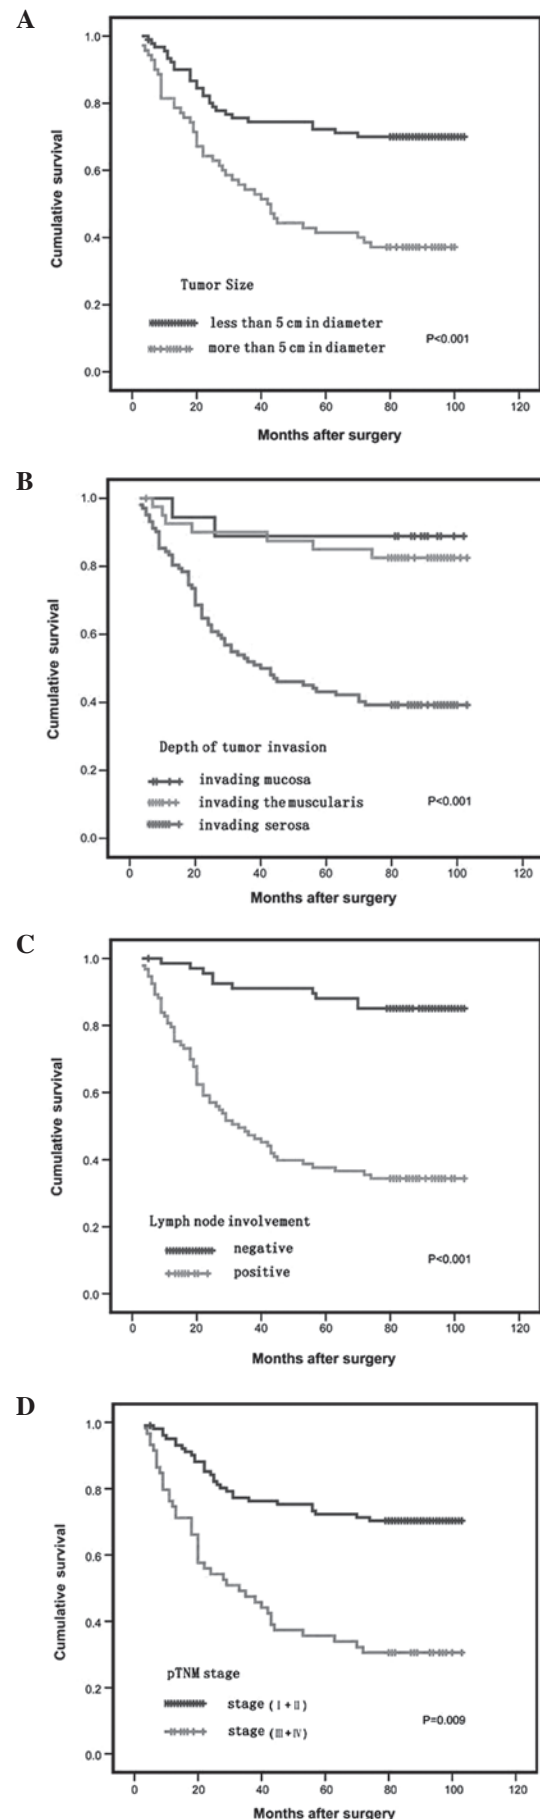 A
1.0
0.8
0.6
0.4
0.2
0.0
Cumulative survival
Tumor Size
less than 5 cm in diameter
more than 5 cm in diameter
P<0.001
0 20 40 60 80 100 120
Months after surgery
B
1.0
0.8
0.6
0.4
0.2
0.0
Cumulative survival
Depth of tumor invasion
invading mucosa
invading the muscularis
invading serosa
P<0.001
0 20 40 60 80 100 120
Months after surgery
C
1.0
0.8
0.6
0.4
0.2
0.0
Cumulative survival
Lymph node involvement
negative
positive
P<0.001
0 20 40 60 80 100 120
Months after surgery
D
1.0
0.8
0.6
0.4
0.2
0.0
Cumulative survival
pTNM stage
stage (Ⅰ+Ⅱ)
stage (Ⅲ+Ⅳ)
P=0.009
0 20 40 60 80 100 120
Months after surgery